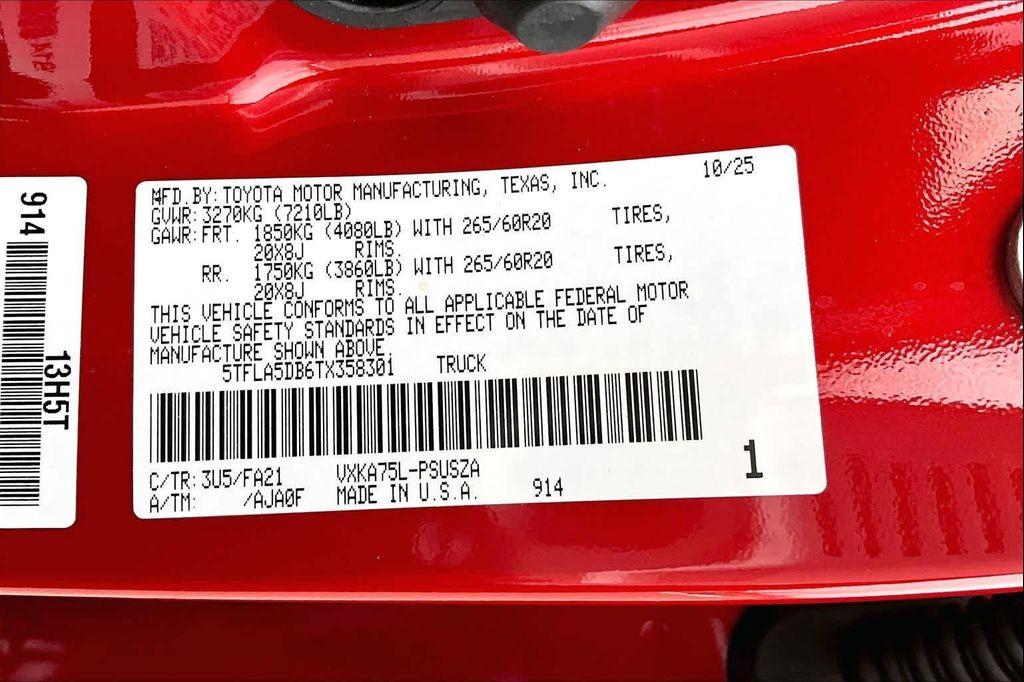 914
13H5T
MFD.BY: TOYOTA MOTOR MANUFACTURING, TEXAS, INC. 10/25
GVWR: 3270KG (7210LB)
GAWR: FRT. 1850KG (4080LB) WITH 265/60R20 TIRES,
20X8J RIMS.
RR. 1750KG (3860LB) WITH 265/60R20 TIRES,
20X8J RIMS.
THIS VEHICLE CONFORMS TO ALL APPLICABLE FEDERAL MOTOR
VEHICLE SAFETY STANDARDS IN EFFECT ON THE DATE OF
MANUFACTURE SHOWN ABOVE
5TFLA5DB6TX358301 TRUCK
C/TR: 3U5/FA21 VXKA75L-PSUSZA
A/TM: /AJA0F MADE IN U.S.A. 914
1